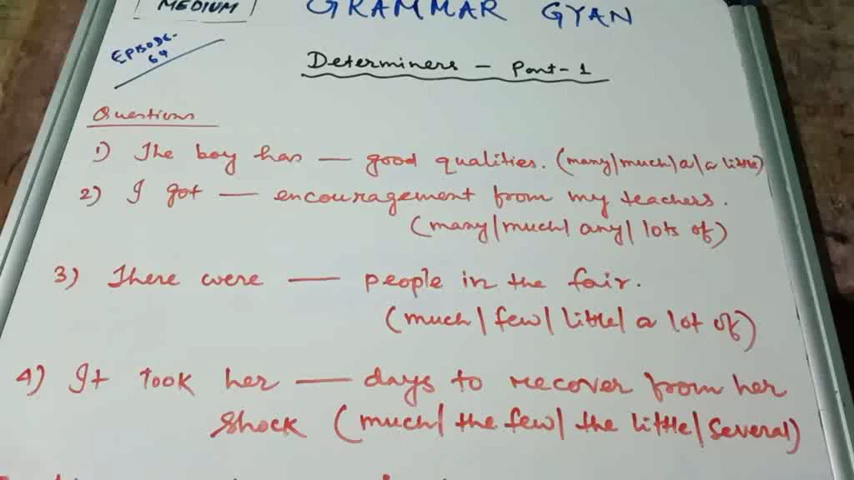 MEDIUM
GRAMMAR GYAN
EPISODE-
64
Determiners - Part-1
Questions
1) The boy has — good qualities. (many/much/a/a little)
2) I got — encouragement from my teachers.
(many/much/ any/ lots of)
3) There were — people in the fair.
(much/ few/ little/ a lot of)
4) It took her — days to recover from her
shock (much/ the few/ the little/ several)